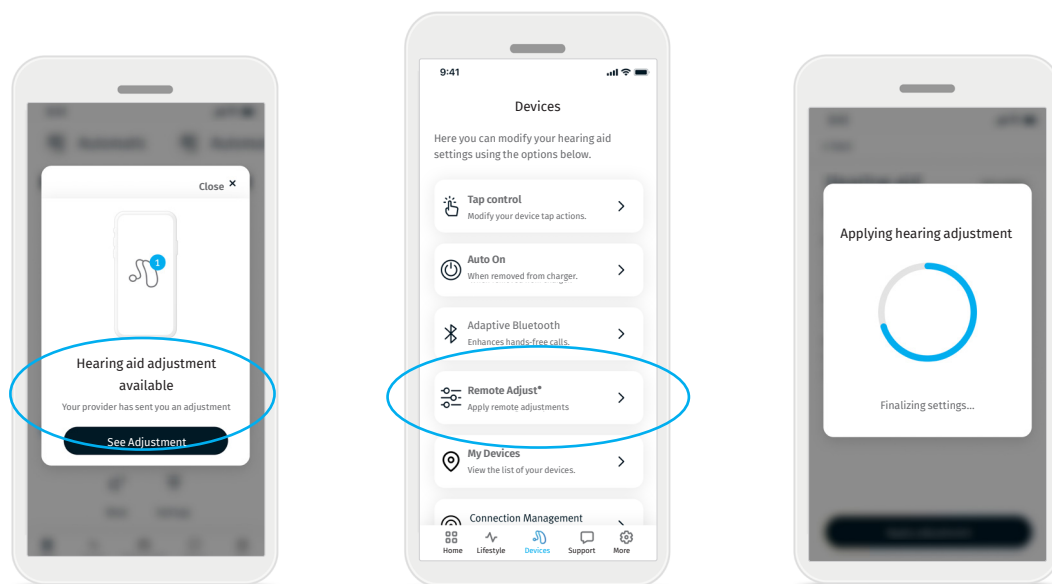 Close ×
1
Hearing aid adjustment
available
Your provider has sent you an adjustment
See Adjustment
9:41
Devices
Here you can modify your hearing aid
settings using the options below.
Tap control
Modify your device tap actions.
Auto On
When removed from charger.
Adaptive Bluetooth
Enhances hands-free calls.
Remote Adjust*
Apply remote adjustments
My Devices
View the list of your devices.
Connection Management
Home Lifestyle Devices Support More
Applying hearing adjustment
Finalizing settings...